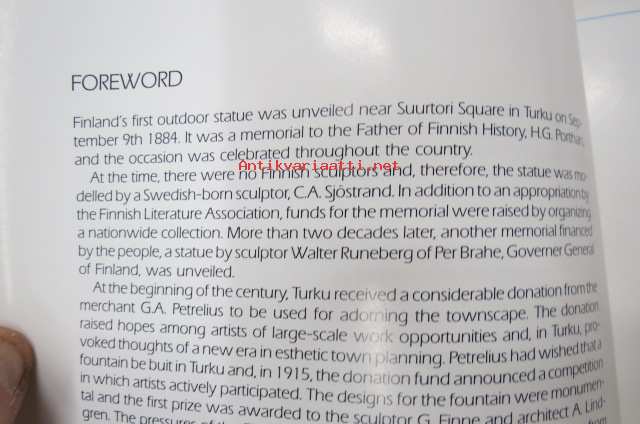 FOREWORD
Finland's first outdoor statue was unveiled near Suurtori Square in Turku on Sep-
tember 9th 1884. It was a memorial to the Father of Finnish History, H.G. Porthan,
and the occasion was celebrated throughout the country.
Antikvariaatti.net
At the time, there were no Finnish sculptors and, therefore, the statue was mo-
delled by a Swedish-born sculptor, C.A. Sjöstrand. In addition to an appropriation by
the Finnish Literature Association, funds for the memorial were raised by organizing
a nationwide collection. More than two decades later, another memorial financed
by the people, a statue by sculptor Walter Runeberg of Per Brahe, Governer General
of Finland, was unveiled.
At the beginning of the century, Turku received a considerable donation from the
merchant G.A. Petrelius to be used for adorning the townscape. The donation
raised hopes among artists of large-scale work opportunities and, in Turku, pro-
voked thoughts of a new era in esthetic town planning. Petrelius had wished that a
fountain be buit in Turku and, in 1915, the donation fund announced a competition
in which artists actively participated. The designs for the fountain were monumen-
tal and the first prize was awarded to the sculptor G. Finne and architect A. Lind-
gren. The pressures of the